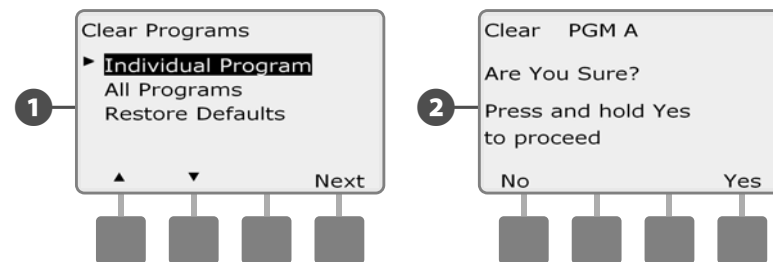 Clear Programs
► Individual Program
All Programs
Restore Defaults
▲ ▼ Next
1
Clear PGM A
Are You Sure?
Press and hold Yes
to proceed
No Yes
2